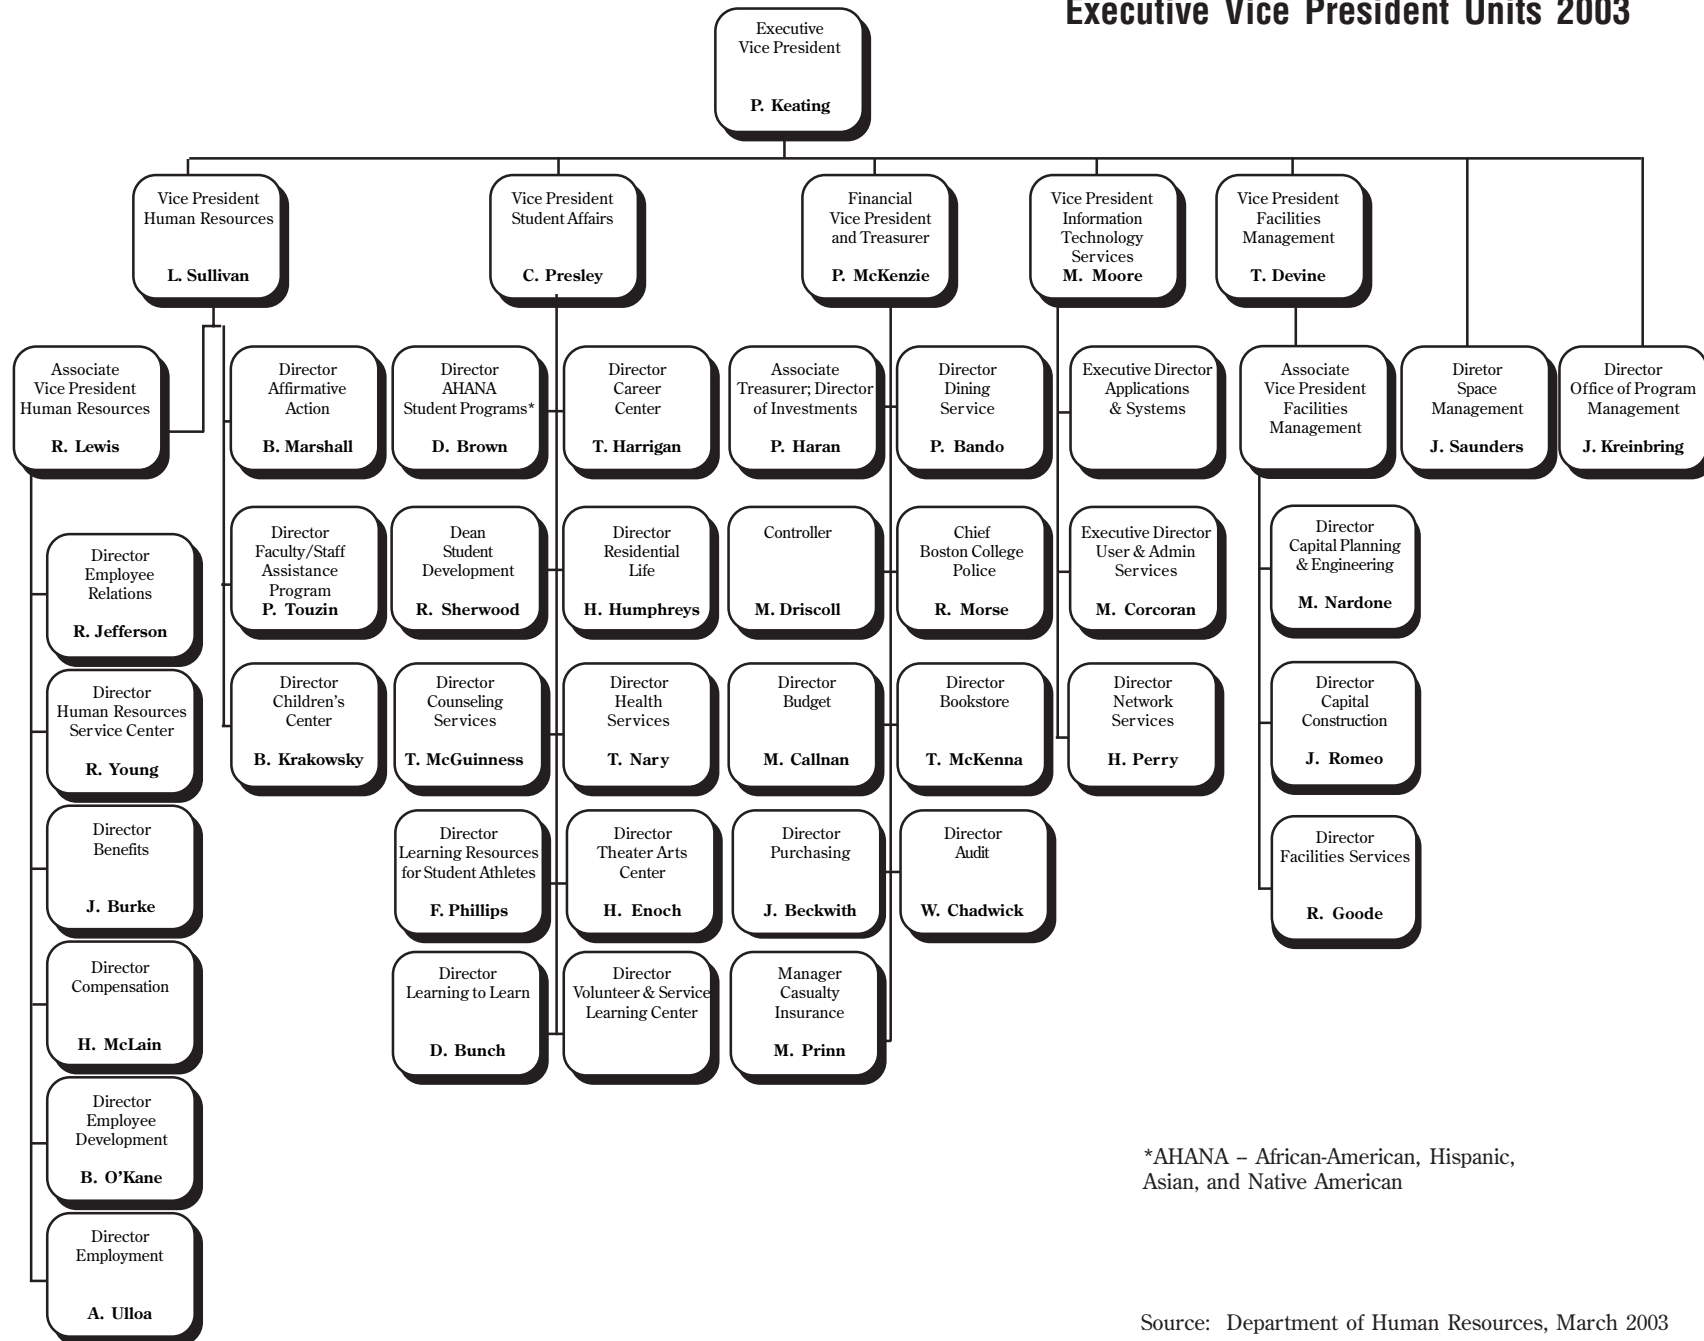 Executive Vice President Units 2003
Executive
Vice President
P. Keating
Vice President
Human Resources
L. Sullivan
Vice President
Student Affairs
C. Presley
Financial
Vice President
and Treasurer
P. McKenzie
Vice President
Information
Technology
Services
M. Moore
Vice President
Facilities
Management
T. Devine
Associate
Vice President
Human Resources
R. Lewis
Director
Affirmative
Action
B. Marshall
Director
AHANA
Student Programs*
D. Brown
Director
Career
Center
T. Harrigan
Associate
Treasurer; Director
of Investments
P. Haran
Director
Dining
Service
P. Bando
Executive Director
Applications
& Systems
Associate
Vice President
Facilities
Management
Diretor
Space
Management
J. Saunders
Director
Office of Program
Management
J. Kreinbring
Director
Employee
Relations
R. Jefferson
Director
Faculty/Staff
Assistance
Program
P. Touzin
Dean
Student
Development
R. Sherwood
Director
Residential
Life
H. Humphreys
Controller
M. Driscoll
Chief
Boston College
Police
R. Morse
Executive Director
User & Admin
Services
M. Corcoran
Director
Capital Planning
& Engineering
M. Nardone
Director
Human Resources
Service Center
R. Young
Director
Children's
Center
B. Krakowsky
Director
Counseling
Services
T. McGuinness
Director
Health
Services
T. Nary
Director
Budget
M. Callnan
Director
Bookstore
T. McKenna
Director
Network
Services
H. Perry
Director
Capital
Construction
J. Romeo
Director
Benefits
J. Burke
Director
Learning Resources
for Student Athletes
F. Phillips
Director
Theater Arts
Center
H. Enoch
Director
Purchasing
J. Beckwith
Director
Audit
W. Chadwick
Director
Facilities Services
R. Goode
Director
Compensation
H. McLain
Director
Learning to Learn
D. Bunch
Director
Volunteer & Service
Learning Center
Manager
Casualty
Insurance
M. Prinn
Director
Employee
Development
B. O'Kane
Director
Employment
A. Ulloa
*AHANA – African-American, Hispanic,
Asian, and Native American
Source: Department of Human Resources, March 2003